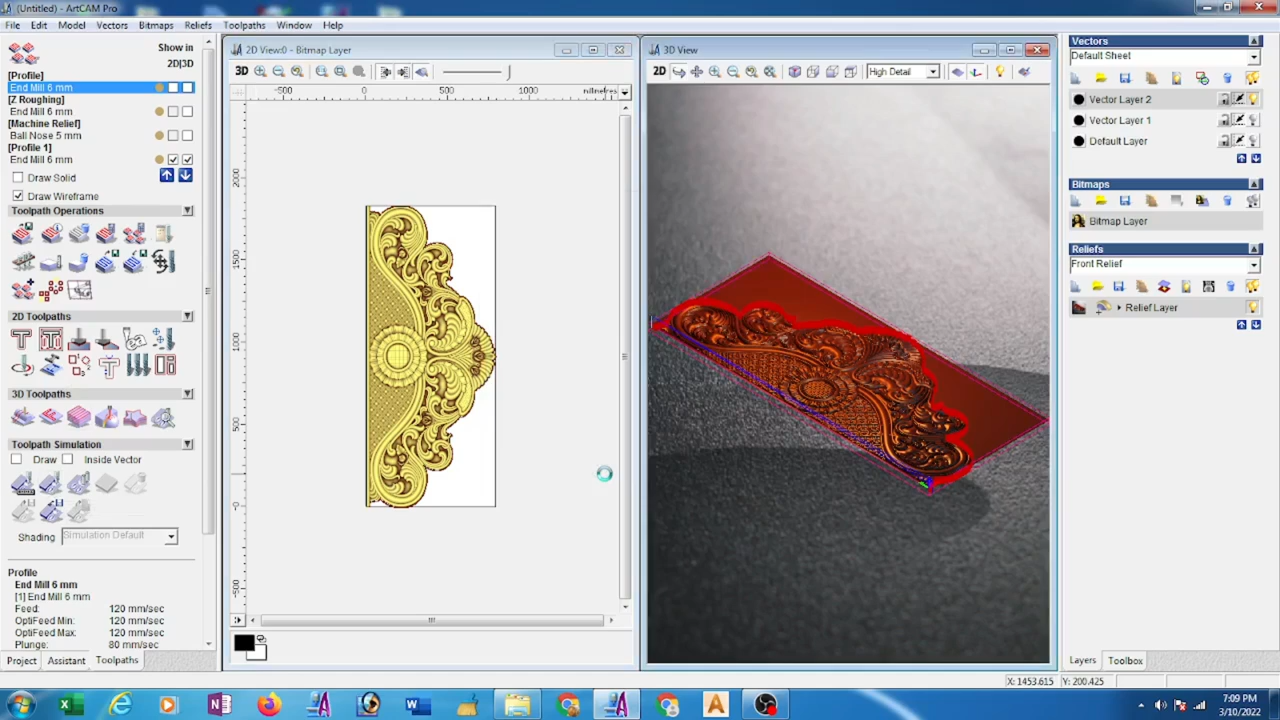 (Untitled) - ArtCAM Pro
File Edit Model Vectors Bitmaps Reliefs Toolpaths Window Help
Show in
2D|3D
[Profile]
End Mill 6 mm
[Z Roughing]
End Mill 6 mm
[Machine Relief]
Ball Nose 5 mm
[Profile 1]
End Mill 6 mm
Draw Solid
Draw Wireframe
Toolpath Operations
2D Toolpaths
3D Toolpaths
Toolpath Simulation
Draw Inside Vector
Shading Simulation Default
Profile
End Mill 6 mm
[1] End Mill 6 mm
Feed: 120 mm/sec
OptiFeed Min: 120 mm/sec
OptiFeed Max: 120 mm/sec
Plunge: 80 mm/sec
Project Assistant Toolpaths
2D View:0 - Bitmap Layer
3D
-500 0 500 1000
2000
1500
1000
500
0
-500
3D View
2D High Detail
Vectors
Default Sheet
Vector Layer 2
Vector Layer 1
Default Layer
Bitmaps
Bitmap Layer
Reliefs
Front Relief
Relief Layer
Layers Toolbox
X: 1453.615 Y: 200.425
7:09 PM
3/10/2022